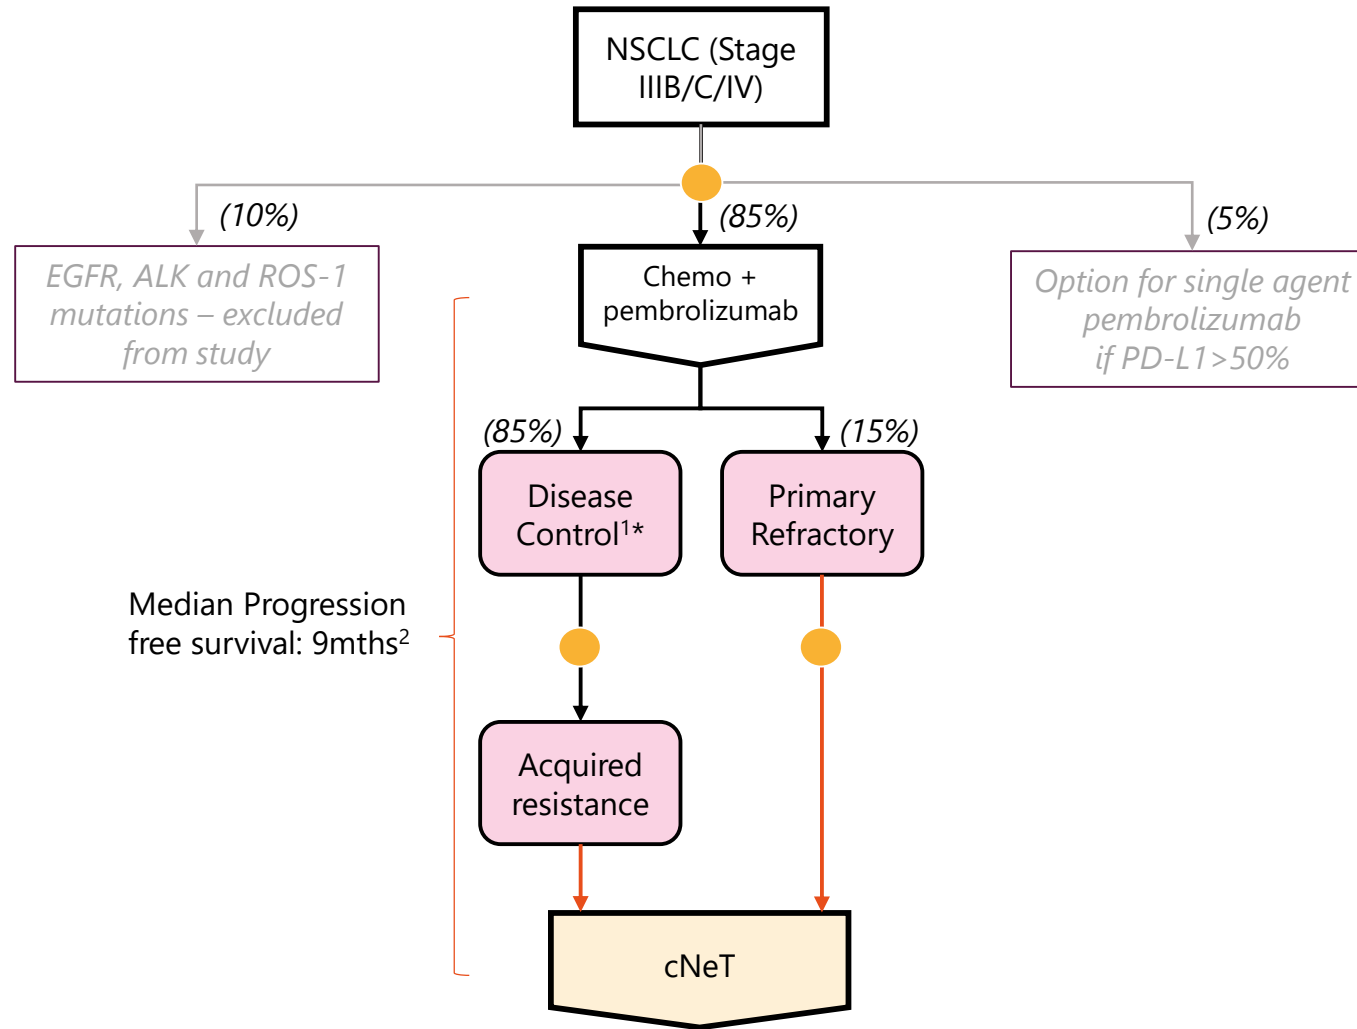 NSCLC (Stage
IIIB/C/IV)
(10%)
(85%)
(5%)
EGFR, ALK and ROS-1
mutations – excluded
from study
Chemo +
pembrolizumab
Option for single agent
pembrolizumab
if PD-L1>50%
(85%)
(15%)
Disease
Control¹*
Primary
Refractory
Median Progression
free survival: 9mths²
Acquired
resistance
cNeT